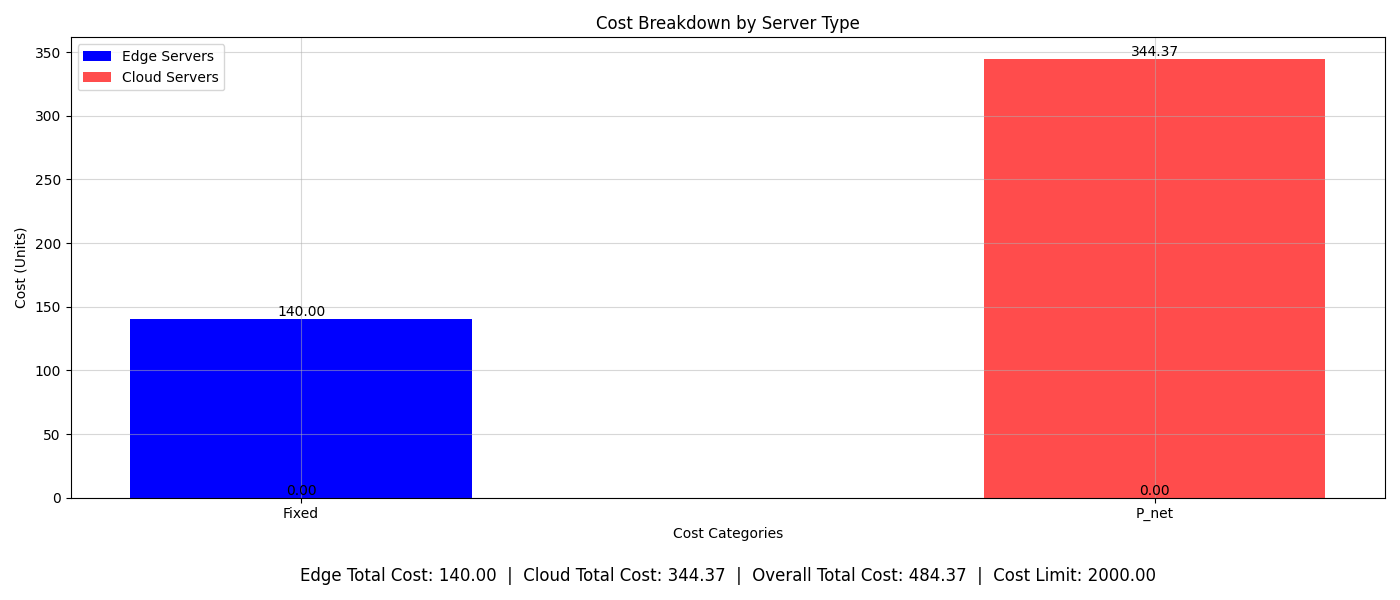 Cost Breakdown by Server Type
Edge Servers
Cloud Servers
350
300
250
200
150
100
50
0
Cost (Units)
344.37
140.00
0.00
0.00
Fixed
P_net
Cost Categories
Edge Total Cost: 140.00 | Cloud Total Cost: 344.37 | Overall Total Cost: 484.37 | Cost Limit: 2000.00